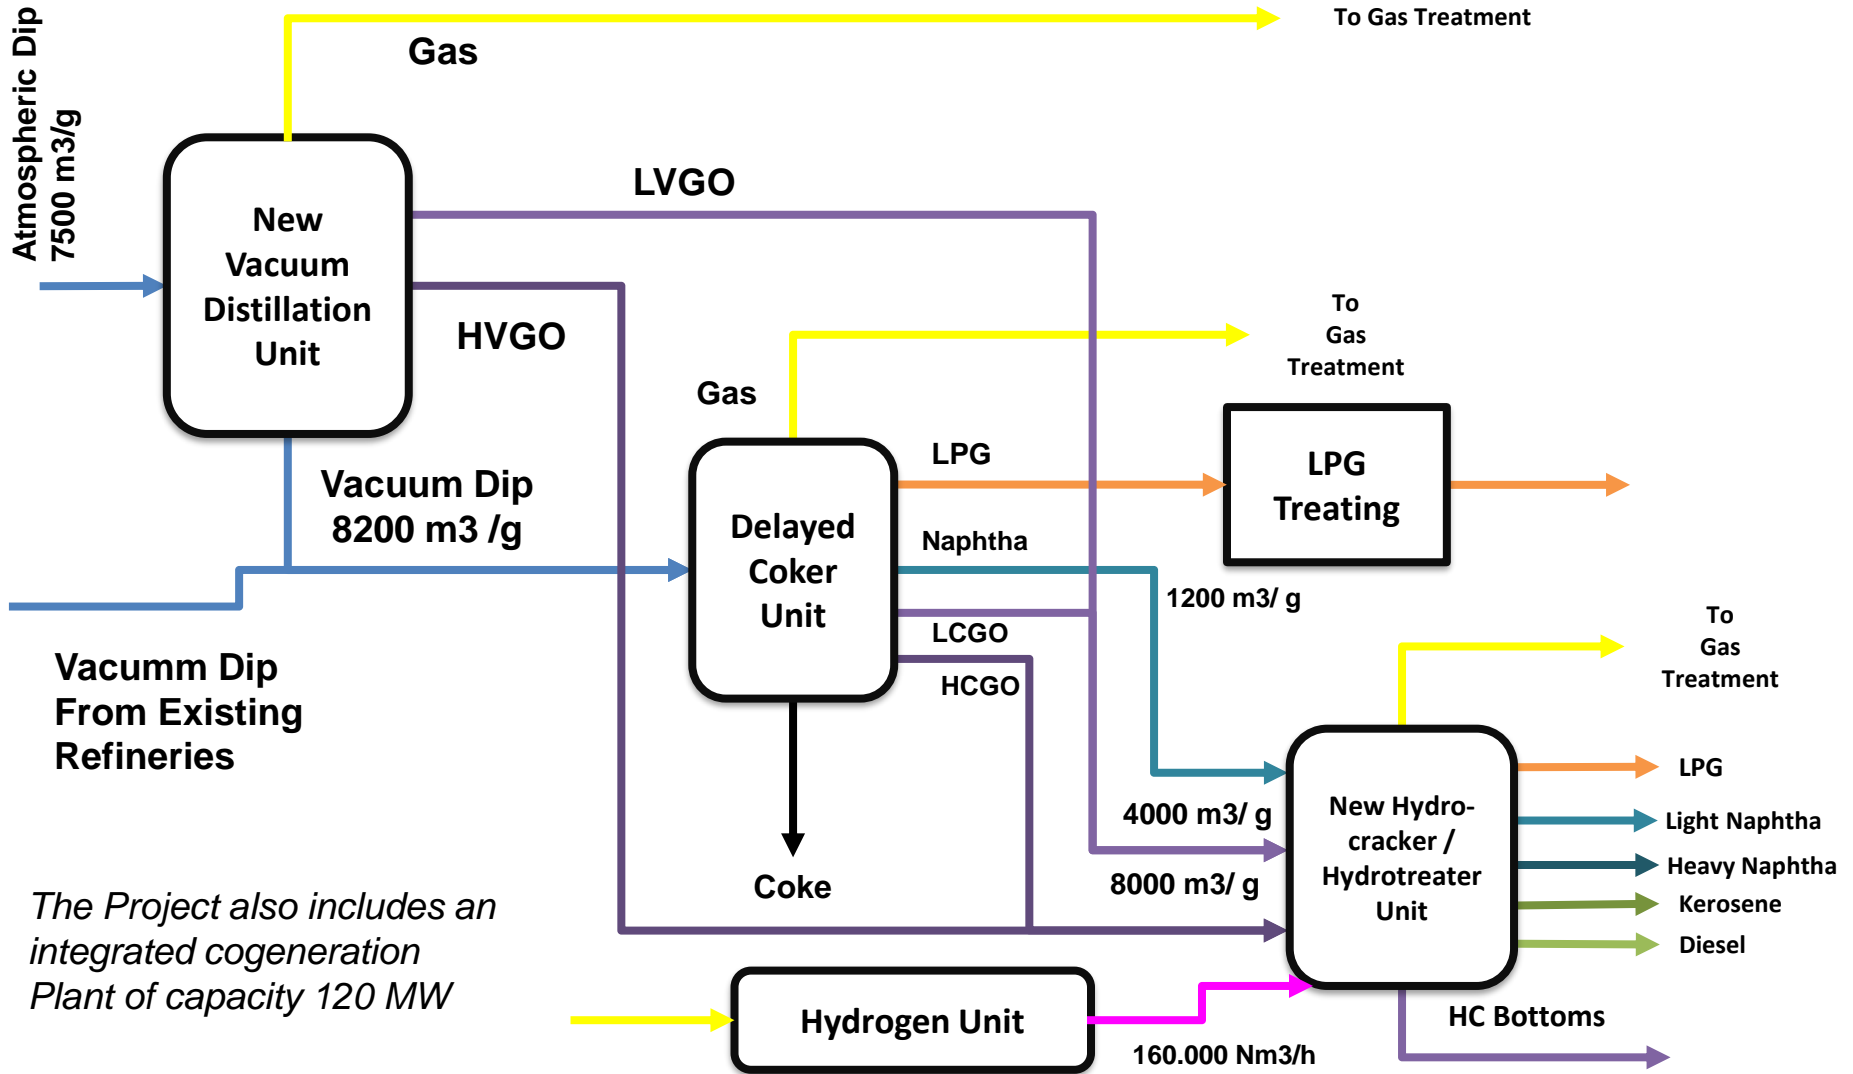 To Gas Treatment
Gas
Atmospheric Dip
7500 m3/g
New
Vacuum
Distillation
Unit
LVGO
HVGO
To
Gas
Treatment
Gas
LPG
LPG
Treating
Vacuum Dip
8200 m3 /g
Delayed
Coker
Unit
Naphtha
1200 m3/ g
LCGO
HCGO
To
Gas
Treatment
Vacumm Dip
From Existing
Refineries
4000 m3/ g
8000 m3/ g
New Hydro-
cracker /
Hydrotreater
Unit
LPG
Light Naphtha
Heavy Naphtha
Kerosene
Diesel
Coke
The Project also includes an
integrated cogeneration
Plant of capacity 120 MW
Hydrogen Unit
160.000 Nm3/h
HC Bottoms